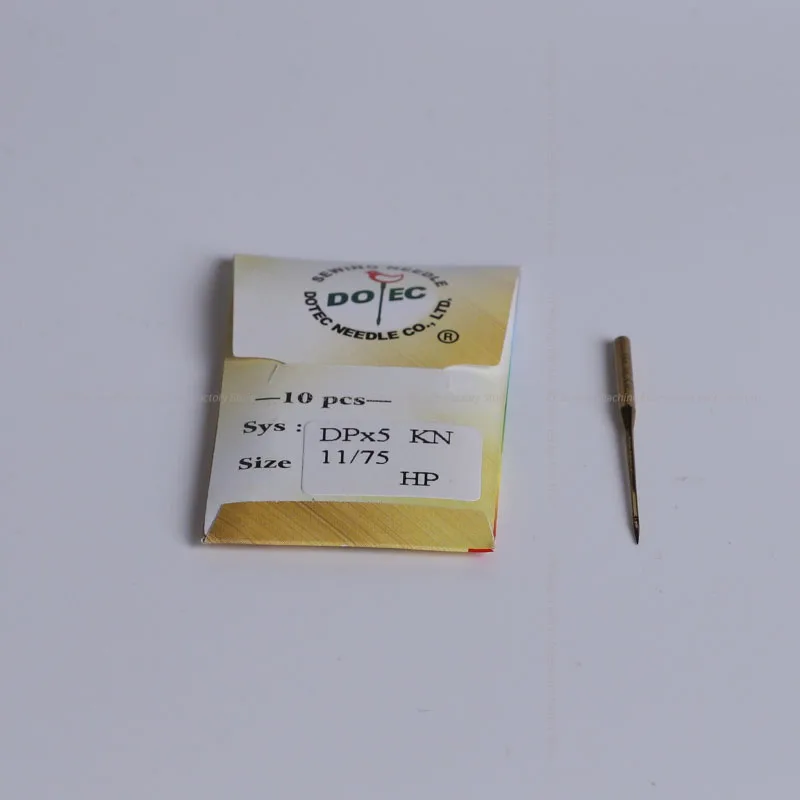 SEWING NEEDLE
DOTEC
DOTEC NEEDLE CO., LTD.
®
—10 pcs—
Sys : DPx5 KN
Size 11/75
HP